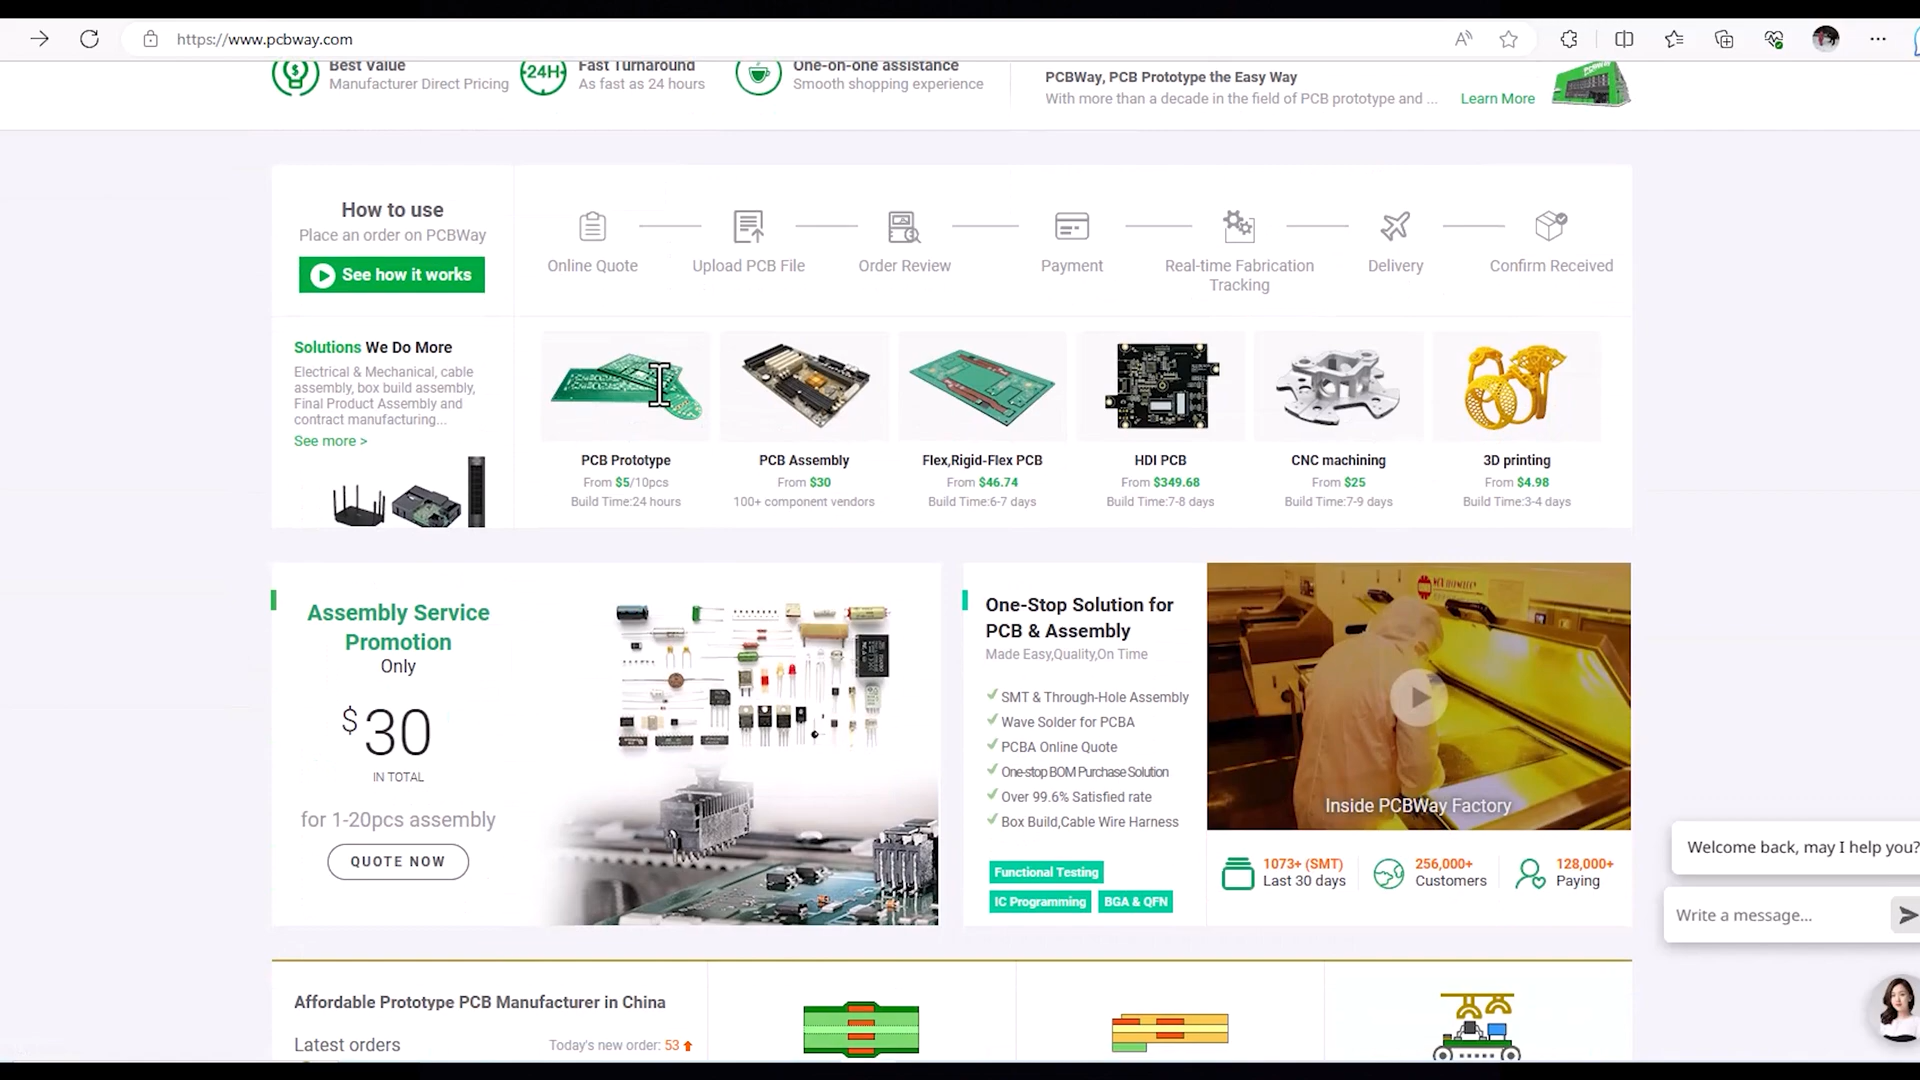 https://www.pcbway.com
Best Value
Manufacturer Direct Pricing
24H
Fast Turnaround
As fast as 24 hours
One-on-one assistance
Smooth shopping experience
PCBWay, PCB Prototype the Easy Way
With more than a decade in the field of PCB prototype and ...
Learn More
How to use
Place an order on PCBWay
See how it works
Online Quote
Upload PCB File
Order Review
Payment
Real-time Fabrication
Tracking
Delivery
Confirm Received
Solutions We Do More
Electrical & Mechanical, cable
assembly, box build assembly,
Final Product Assembly and
contract manufacturing...
See more >
PCB Prototype
From $5/10pcs
Build Time:24 hours
PCB Assembly
From $30
100+ component vendors
Flex,Rigid-Flex PCB
From $46.74
Build Time:6-7 days
HDI PCB
From $349.68
Build Time:7-8 days
CNC machining
From $25
Build Time:7-9 days
3D printing
From $4.98
Build Time:3-4 days
Assembly Service
Promotion
Only
$30
IN TOTAL
for 1-20pcs assembly
QUOTE NOW
One-Stop Solution for
PCB & Assembly
Made Easy,Quality,On Time
SMT & Through-Hole Assembly
Wave Solder for PCBA
PCBA Online Quote
One-stop BOM Purchase Solution
Over 99.6% Satisfied rate
Box Build,Cable Wire Harness
Functional Testing
IC Programming
BGA & QFN
Inside PCBWay Factory
1073+ (SMT)
Last 30 days
256,000+
Customers
128,000+
Paying
Welcome back, may I help you?
Write a message...
Affordable Prototype PCB Manufacturer in China
Latest orders
Today's new order: 53